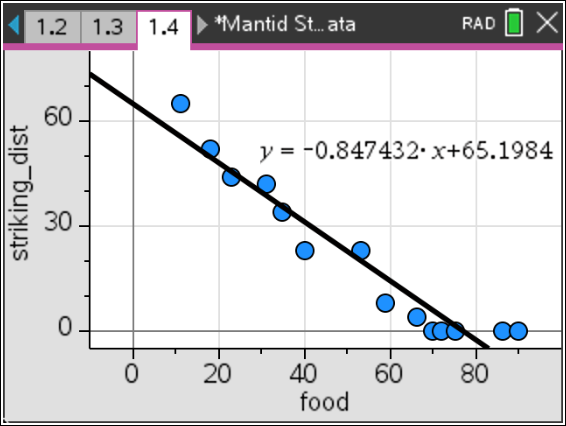 1.2 1.3 1.4 *Mantid St...ata RAD
60
y = -0.847432· x+65.1984
striking_dist
30
0
0 20 40 60 80
food